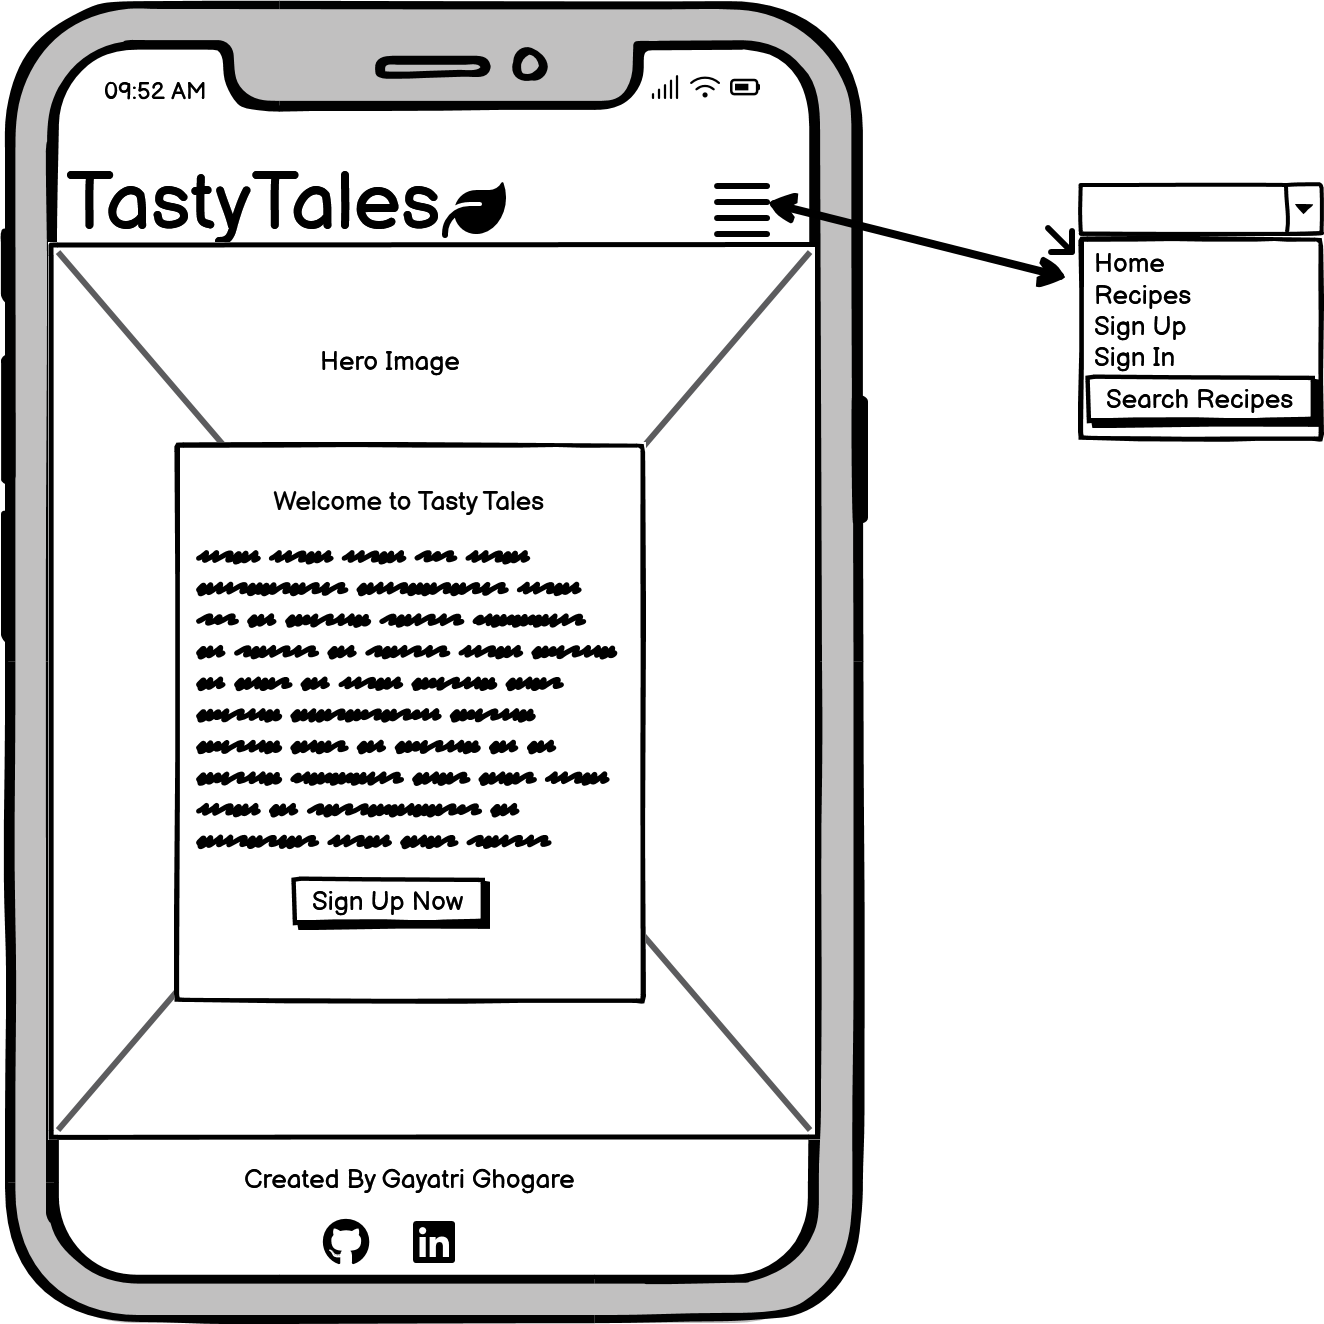 09:52 AM
TastyTales
Home
Recipes
Sign Up
Sign In
Search Recipes
Hero Image
Welcome to Tasty Tales
Sign Up Now
Created By Gayatri Ghogare
in